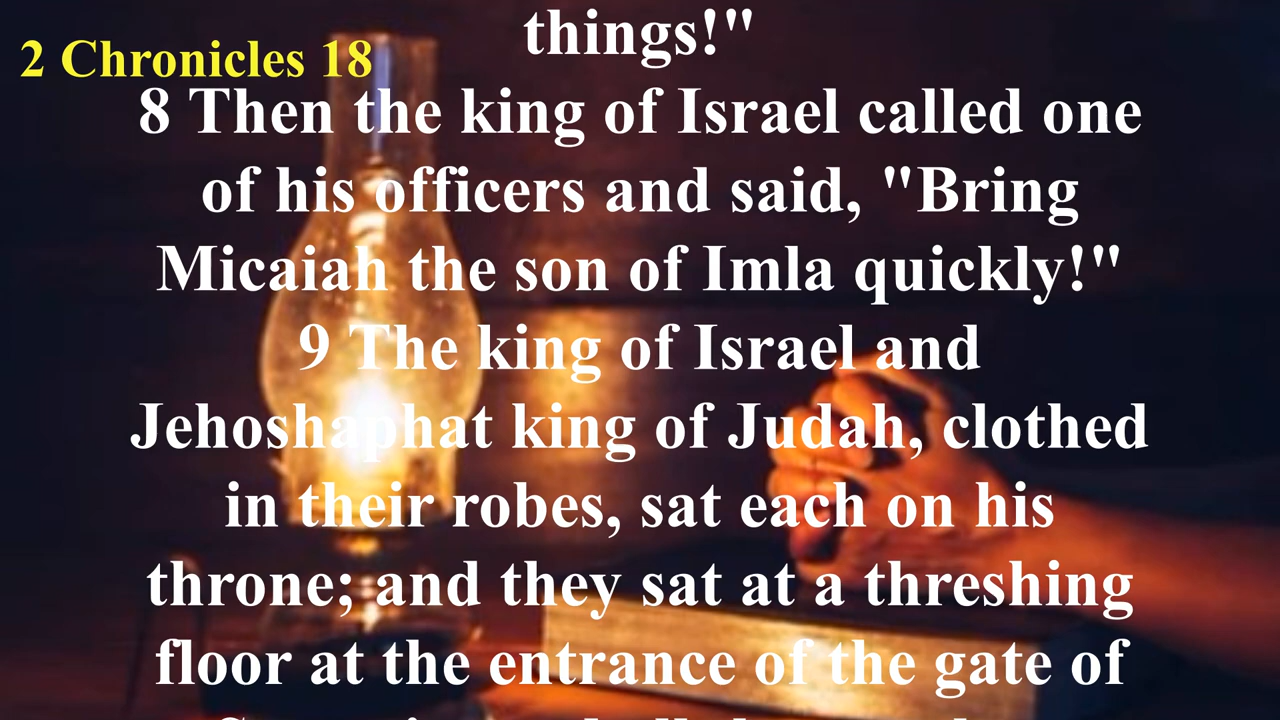 things!"
2 Chronicles 18
8 Then the king of Israel called one
of his officers and said, "Bring
Micaiah the son of Imla quickly!"
9 The king of Israel and
Jehoshaphat king of Judah, clothed
in their robes, sat each on his
throne; and they sat at a threshing
floor at the entrance of the gate of